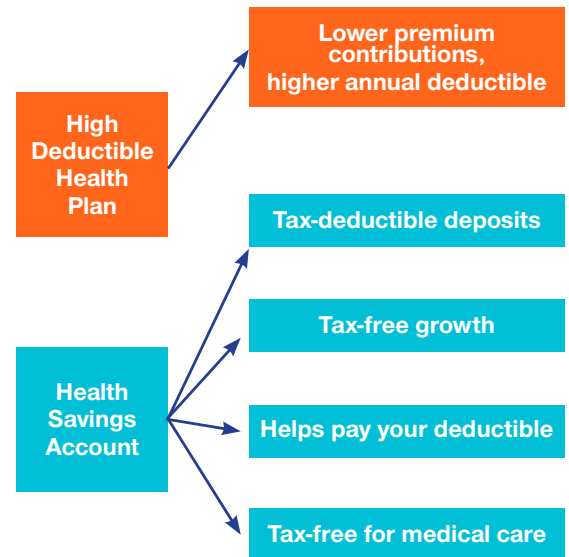 Lower premium
contributions,
higher annual deductible
High
Deductible
Health
Plan
Tax-deductible deposits
Tax-free growth
Health
Savings
Account
Helps pay your deductible
Tax-free for medical care